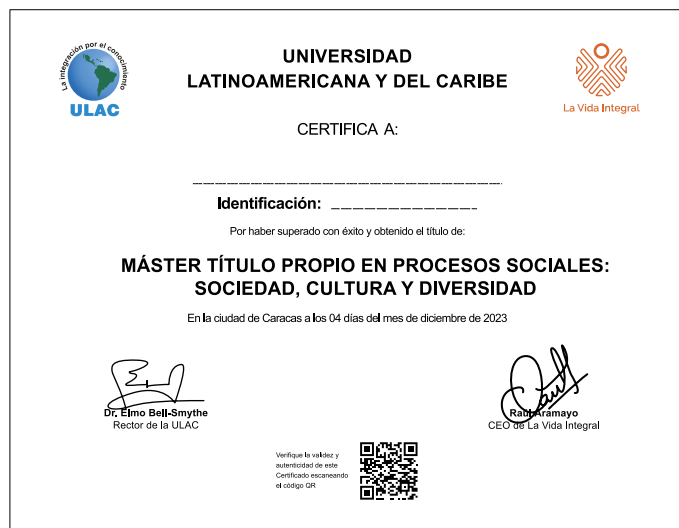 La integración por el conocimiento
ULAC
UNIVERSIDAD
LATINOAMERICANA Y DEL CARIBE
La Vida Integral
CERTIFICA A:
Identificación:
Por haber superado con éxito y obtenido el título de:
MÁSTER TÍTULO PROPIO EN PROCESOS SOCIALES:
SOCIEDAD, CULTURA Y DIVERSIDAD
En la ciudad de Caracas a los 04 días del mes de diciembre de 2023
Dr. Elmo Bell-Smythe
Rector de la ULAC
Raúl Aramayo
CEO de La Vida Integral
Verifique la validez y
autenticidad de este
Certificado escaneando
el código QR